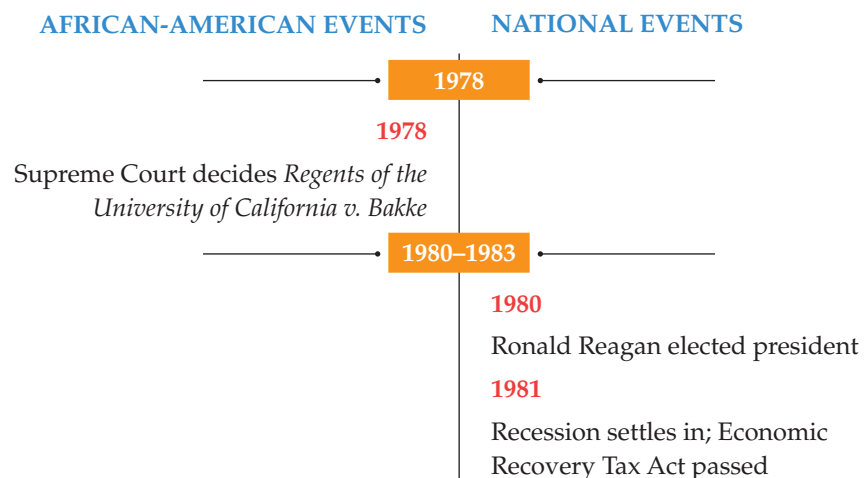 AFRICAN-AMERICAN EVENTS
NATIONAL EVENTS
1978
1978
Supreme Court decides Regents of the
University of California v. Bakke
1980–1983
1980
Ronald Reagan elected president
1981
Recession settles in; Economic
Recovery Tax Act passed